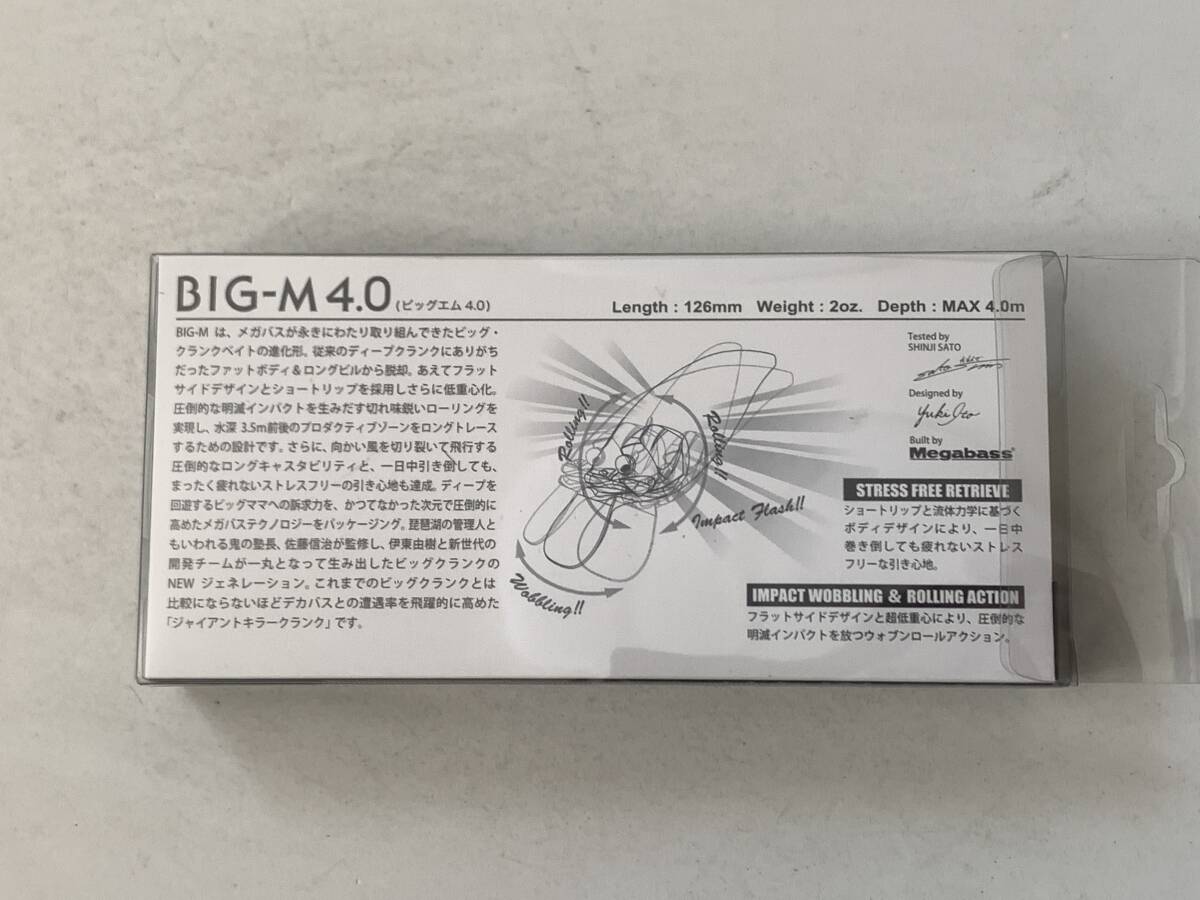 BIG-M 4.0 (ビッグエム 4.0)
Length : 126mm Weight : 2oz. Depth : MAX 4.0m
BIG-M は、メガバスが永きにわたり取り組んできたビッグ・
クランクベイトの進化形。従来のディープクランクにありがち
だったファットボディ＆ロングビルから脱却。あえてフラット
サイドデザインとショートリップを採用しさらに低重心化。
圧倒的な明滅インパクトを生みだす切れ味鋭いローリングを
実現し、水深 3.5m前後のプロダクティブゾーンをロングトレース
するための設計です。さらに、向かい風を切り裂いて飛行する
圧倒的なロングキャスタビリティと、一日中引き倒しても、
まったく疲れないストレスフリーの引き心地も達成。ディープを
回遊するビッグママへの訴求力を、かつてなかった次元で圧倒的に
高めたメガバステクノロジーをパッケージング。琵琶湖の管理人と
もいわれる鬼の塾長、佐藤信治が監修し、伊東由樹と新世代の
開発チームが一丸となって生み出したビッグクランクの
NEW ジェネレーション。これまでのビッグクランクとは
比較にならないほどデカバスとの遭遇率を飛躍的に高めた
「ジャイアントキラークランク」です。
Rolling!!
Rolling!!
Impact Flash!!
Wobbling!!
Tested by
SHINJI SATO
Designed by
Yuki Ito
Built by
Megabass®
STRESS FREE RETRIEVE
ショートリップと流体力学に基づく
ボディデザインにより、一日中
巻き倒しても疲れないストレス
フリーな引き心地。
IMPACT WOBBLING & ROLLING ACTION
フラットサイドデザインと超低重心により、圧倒的な
明滅インパクトを放つウォブンロールアクション。